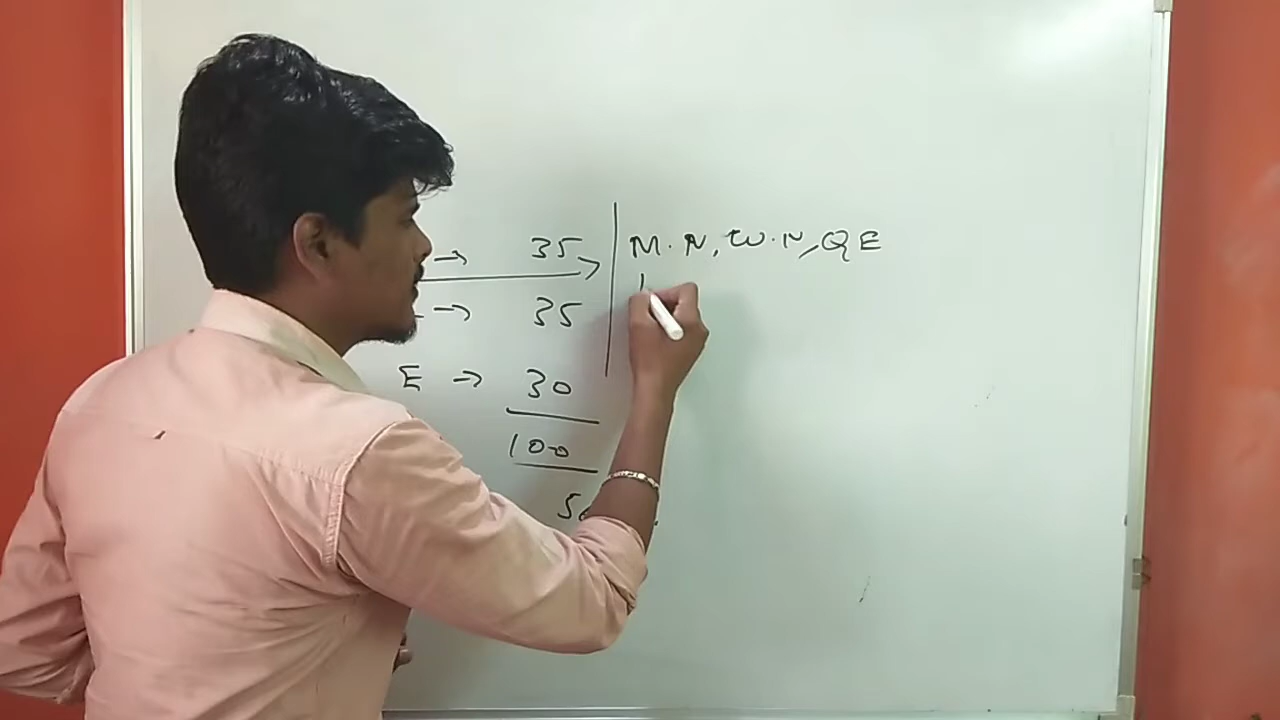 → 35 → M.N, W.N, QE
→ 35
E → 30
100